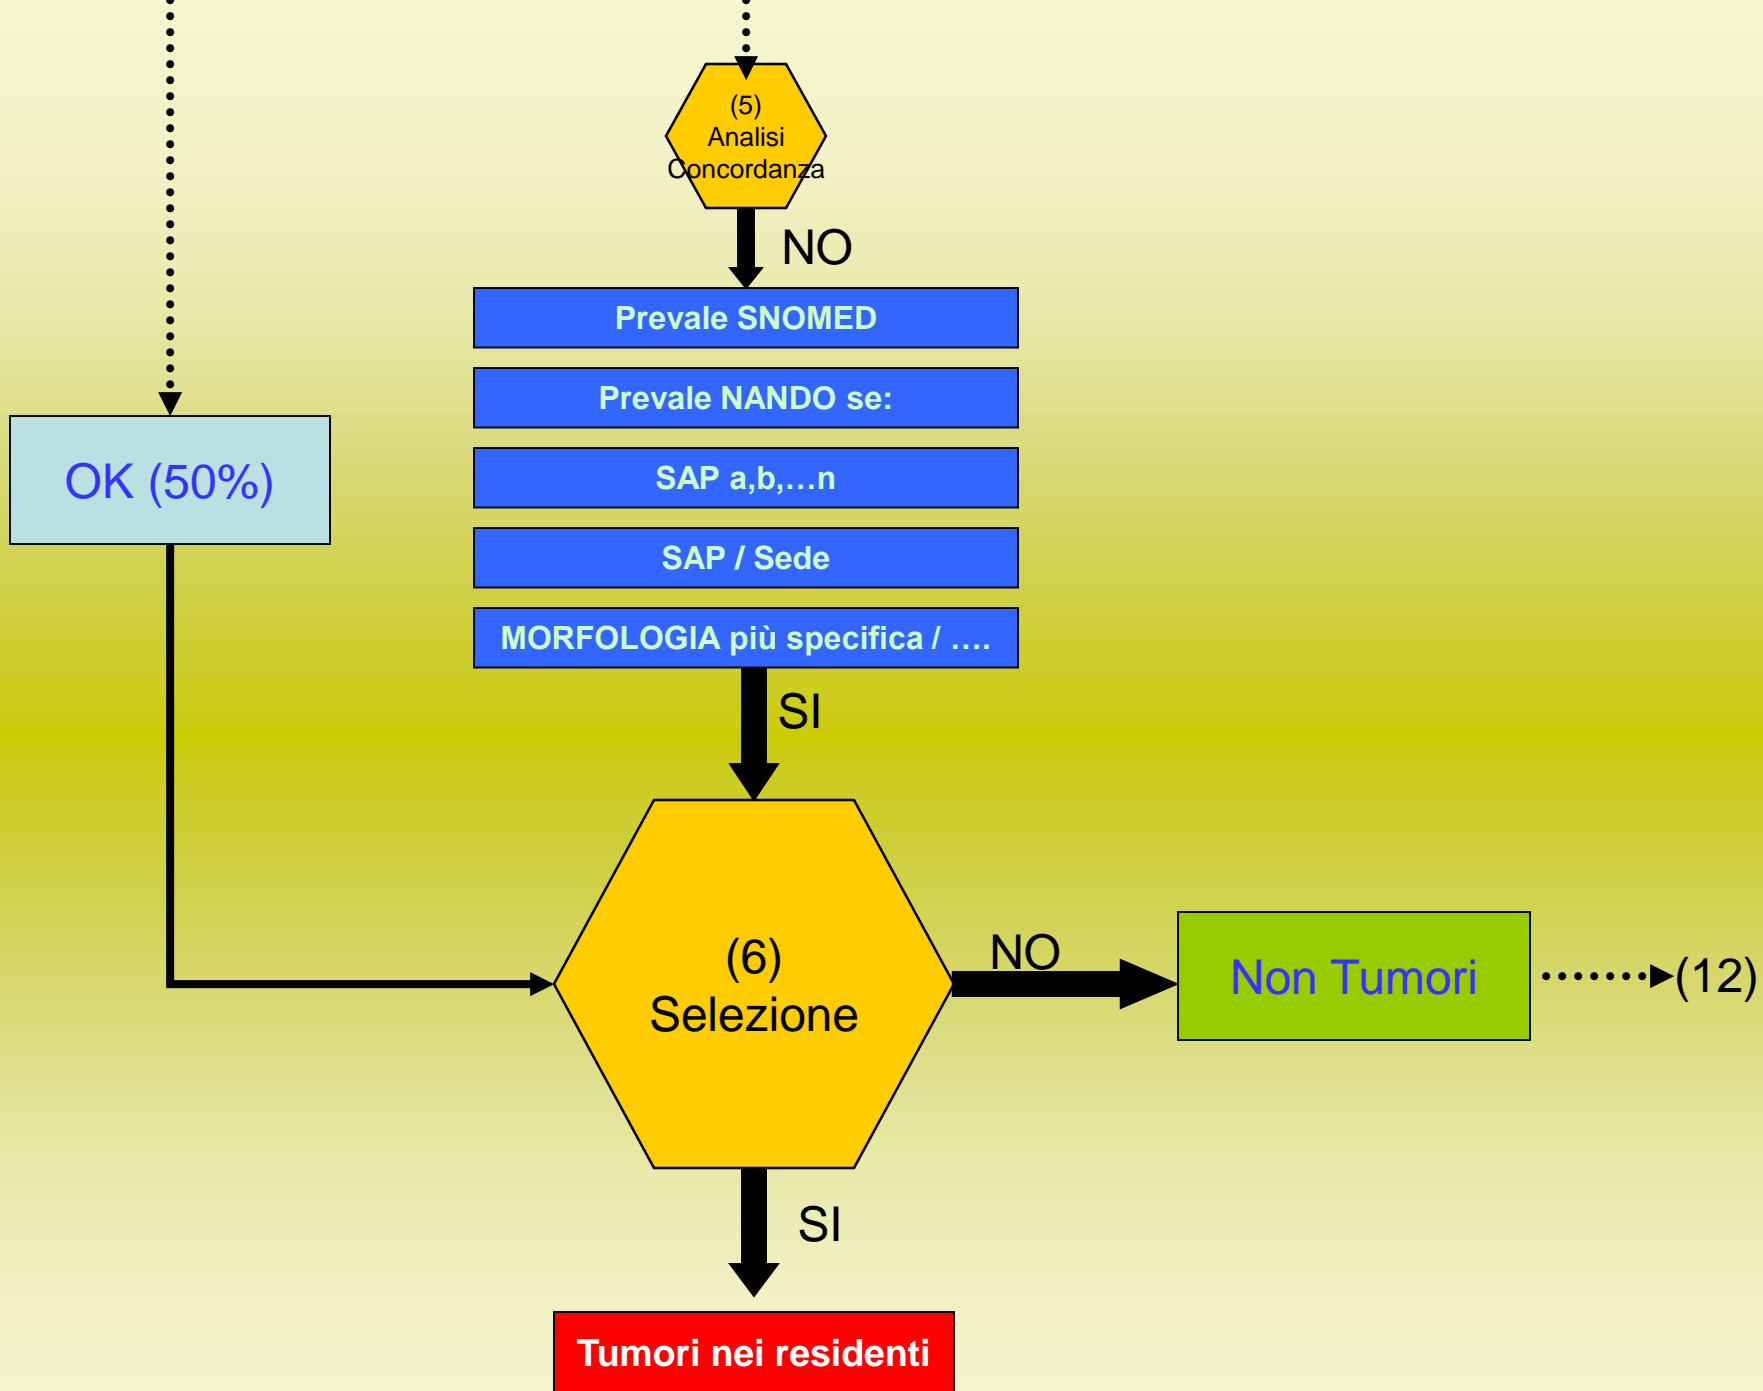 (5)
Analisi
Concordanza
NO
Prevale SNOMED
Prevale NANDO se:
SAP a,b,…n
SAP / Sede
MORFOLOGIA più specifica / ….
OK (50%)
SI
(6)
Selezione
NO
Non Tumori
(12)
SI
Tumori nei residenti